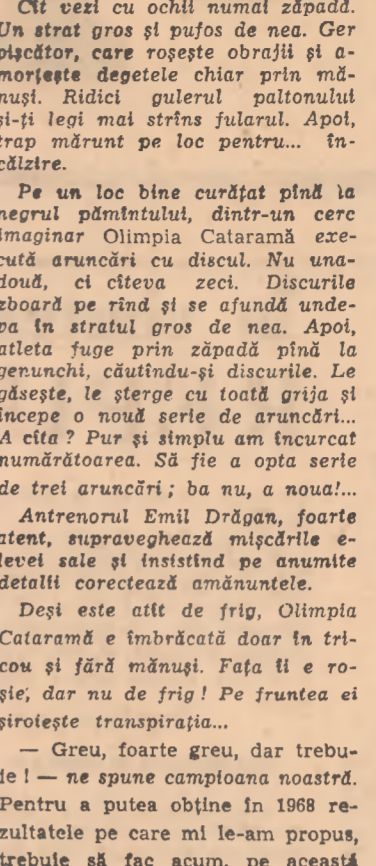 Cît vezi cu ochii numai zăpadă.
Un strat gros și pufos de nea. Ger
pișcător, care roșește obrajii și a-
morțește degetele chiar prin mă-
nuși. Ridici gulerul paltonului
și-ți legi mai strîns fularul. Apoi,
trap mărunt pe loc pentru... în-
călzire.
Pe un loc bine curățat pînă la
negrul pămîntului, dintr-un cerc
imaginar Olimpia Cataramă exe-
cută aruncări cu discul. Nu una-
două, ci cîteva zeci. Discurile
zboară pe rînd și se afundă unde-
va în stratul gros de nea. Apoi,
atleta fuge prin zăpadă pînă la
genunchi, căutîndu-și discurile. Le
găsește, le șterge cu toată grija și
începe o nouă serie de aruncări...
A cîta ? Pur și simplu am încurcat
numărătoarea. Să fie a opta serie
de trei aruncări ; ba nu, a noua!...
Antrenorul Emil Drăgan, foarte
atent, supraveghează mișcările e-
levei sale și insistînd pe anumite
detalii corectează amănuntele.
Deși este atît de frig, Olimpia
Cataramă e îmbrăcată doar în tri-
cou și fără mănuși. Fața îi e ro-
șie, dar nu de frig ! Pe fruntea ei
șiroiește transpirația...
— Greu, foarte greu, dar trebu-
ie ! — ne spune campioana noastră.
Pentru a putea obține în 1968 re-
zultatele pe care mi le-am propus,
trebuie să fac acum, pe această